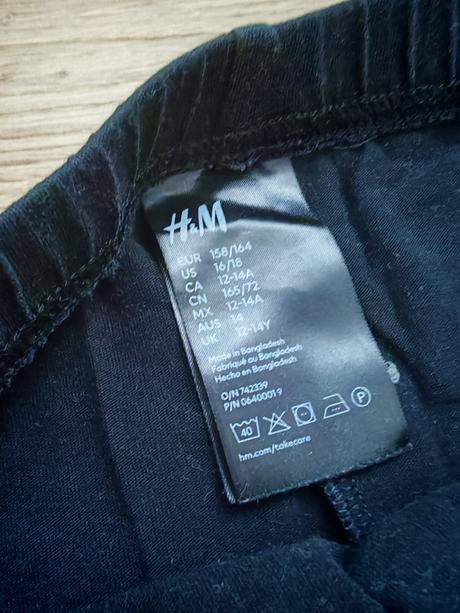 H&M
EUR 158/164
US 16/18
CA 12-14A
CN 165/72
MX 12-14A
AUS 14
UK 12-14Y
Made in Bangladesh
Fabriqué au Bangladesh
Hecho en Bangladesh
O/N 742339
P/N 0640001 9
40
P
hm.com/takecare